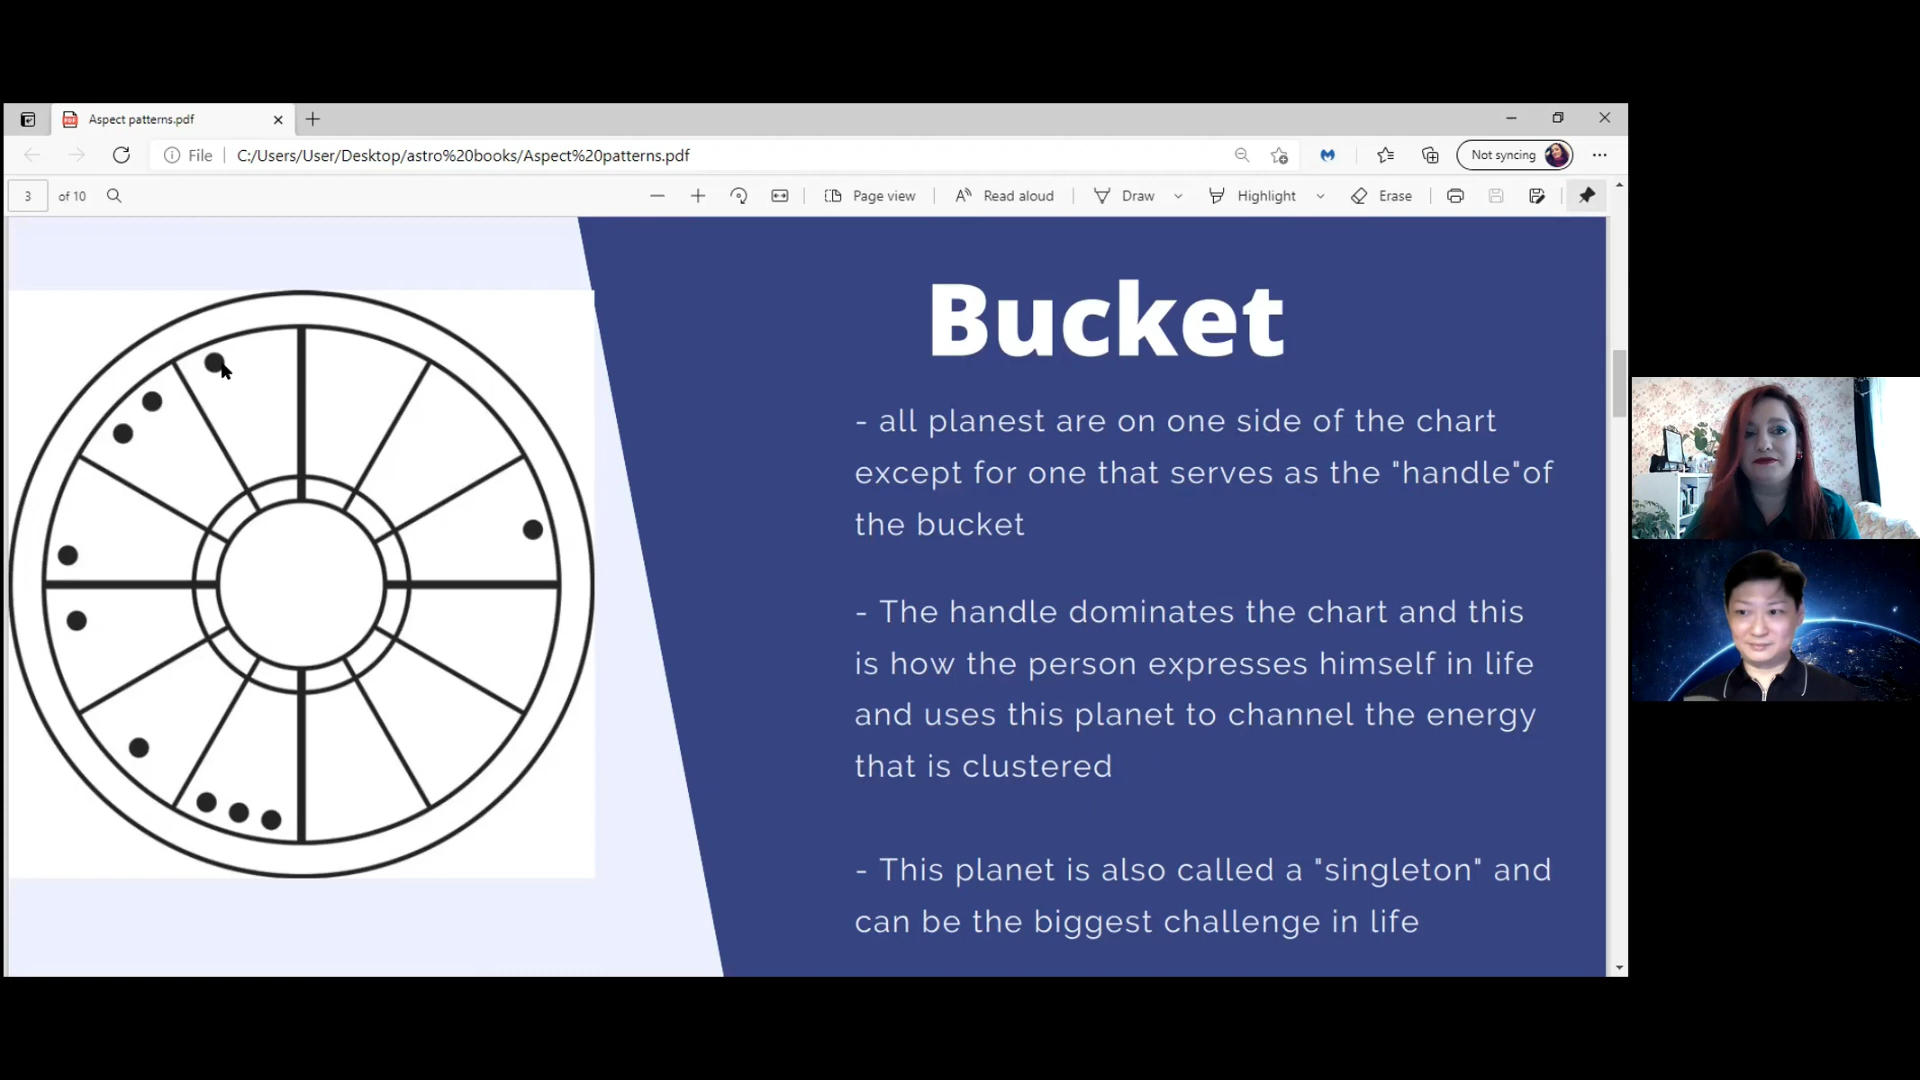 Aspect patterns.pdf
File
C:/Users/User/Desktop/astro%20books/Aspect%20patterns.pdf
Not syncing
3 of 10
Page view
Read aloud
Draw
Highlight
Erase
Bucket
- all planest are on one side of the chart
except for one that serves as the "handle"of
the bucket
- The handle dominates the chart and this
is how the person expresses himself in life
and uses this planet to channel the energy
that is clustered
- This planet is also called a "singleton" and
can be the biggest challenge in life